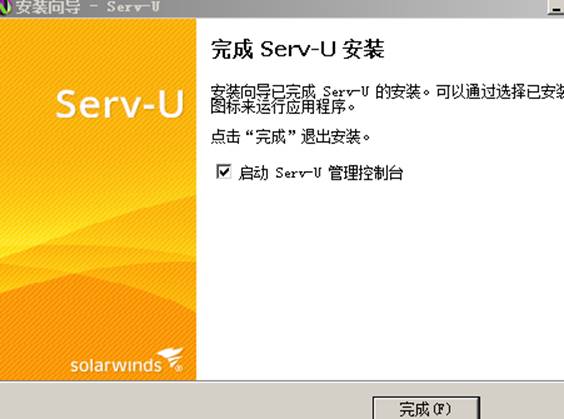 安装向导 - Serv-U
Serv-U
完成 Serv-U 安装
安装向导已完成 Serv-U 的安装。可以通过选择已安装
图标来运行应用程序。
点击“完成”退出安装。
启动 Serv-U 管理控制台
solarwinds
完成(F)